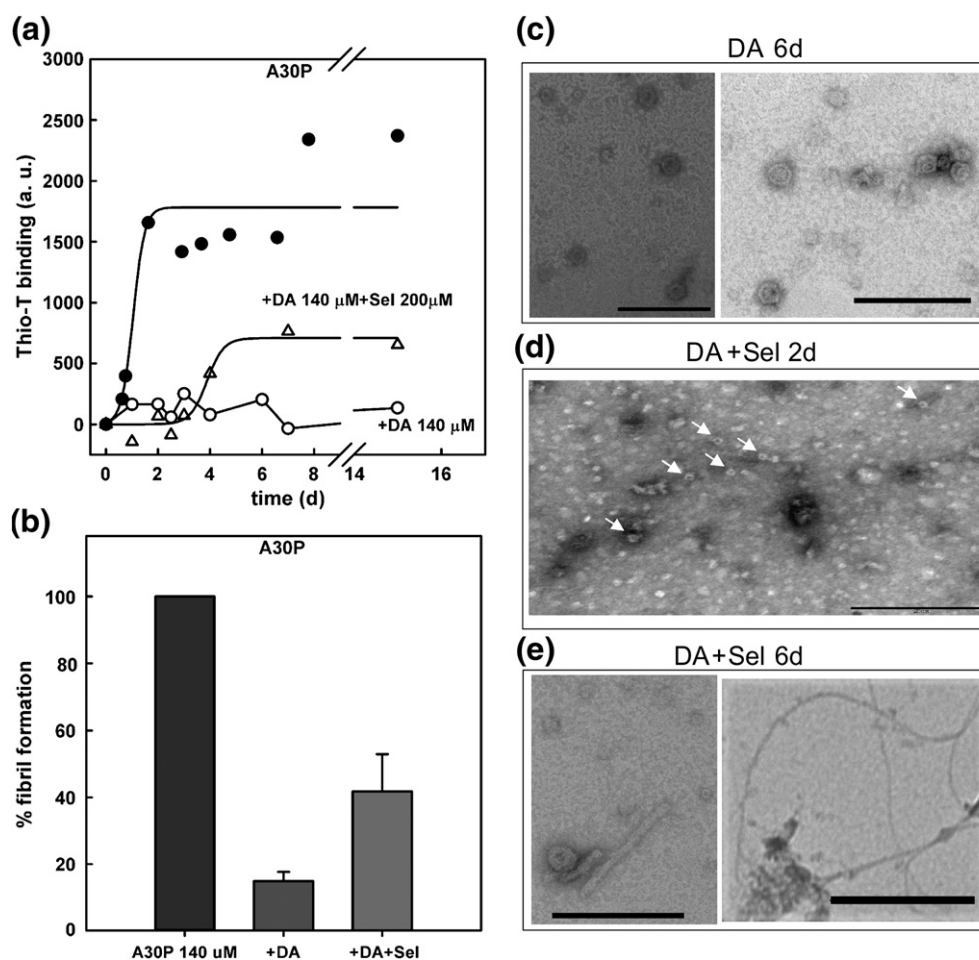 (a)
3000
A30P
2500
2000
1500
1000
500
0
Thio-T binding (a. u.)
+DA 140 μM+Sel 200μM
+DA 140 μM
0 2 4 6 8 14 16
time (d)
(b)
A30P
100
80
60
40
20
0
% fibril formation
A30P 140 uM +DA +DA+Sel
(c)
DA 6d
(d)
DA+Sel 2d
(e)
DA+Sel 6d